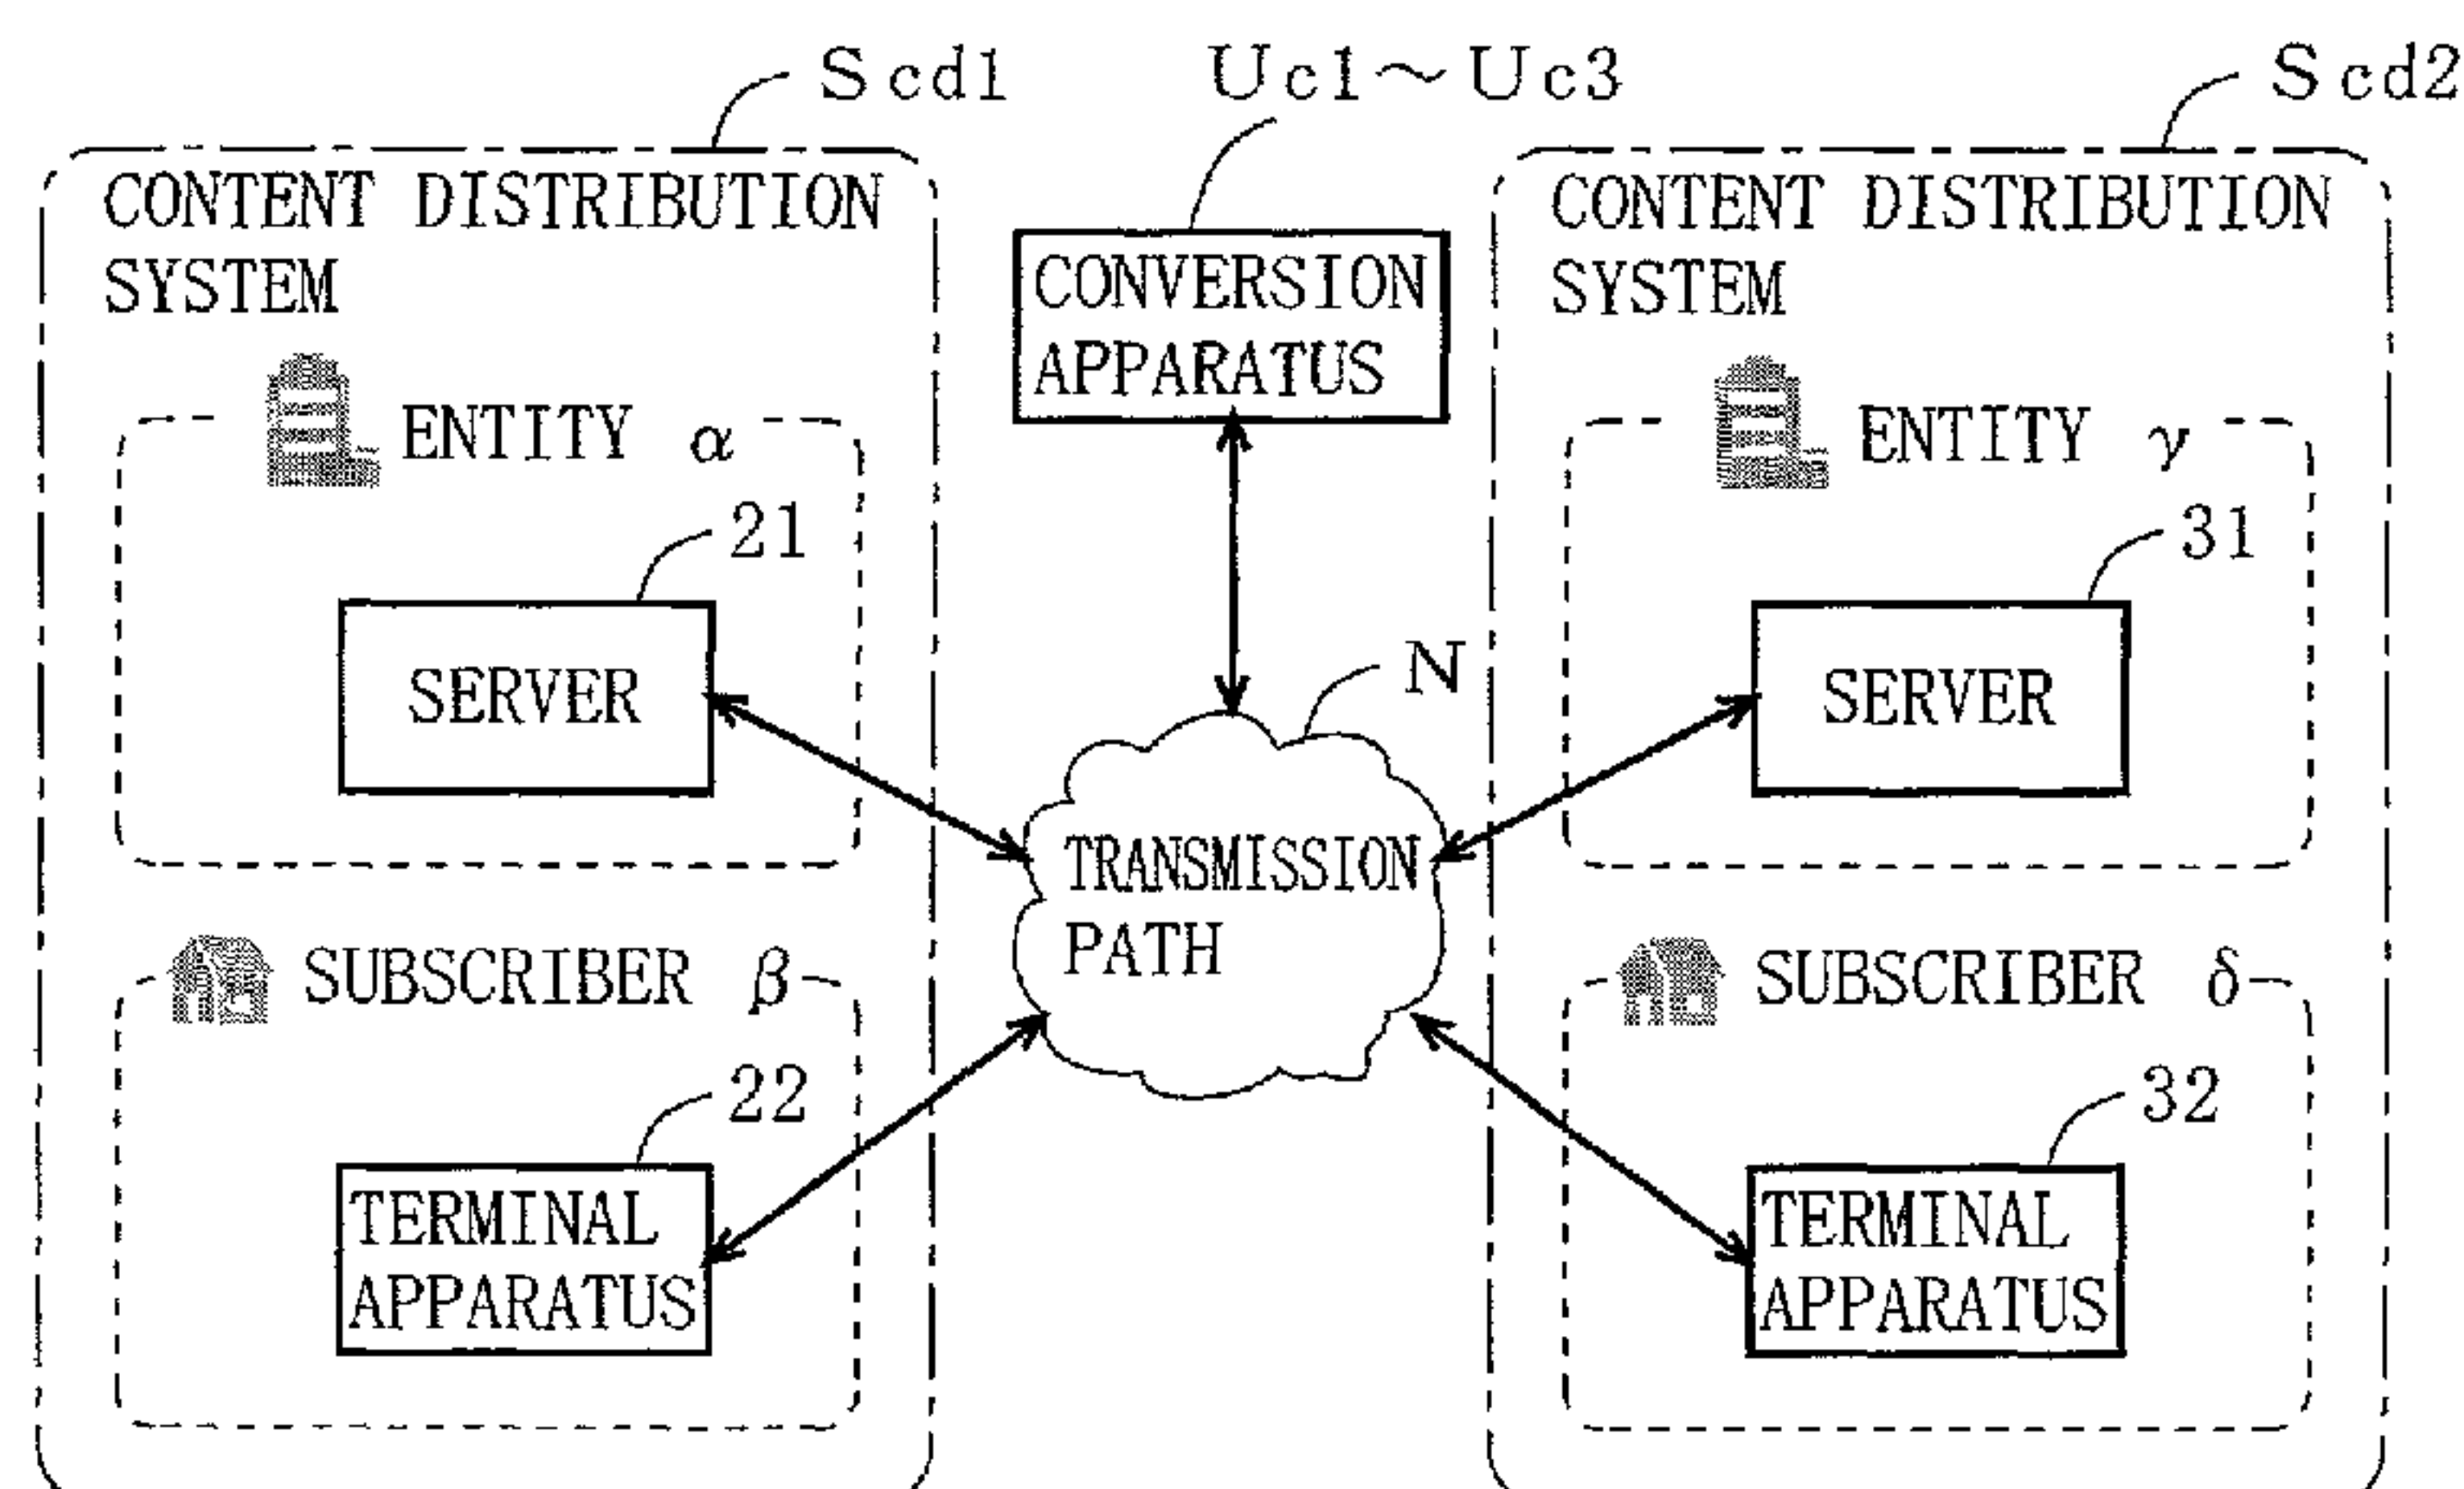 Scd1
Uc1~Uc3
Scd2
CONTENT DISTRIBUTION
SYSTEM
CONVERSION
APPARATUS
CONTENT DISTRIBUTION
SYSTEM
ENTITY α
21
SERVER
ENTITY γ
31
SERVER
N
TRANSMISSION
PATH
SUBSCRIBER β
22
TERMINAL
APPARATUS
SUBSCRIBER δ
32
TERMINAL
APPARATUS